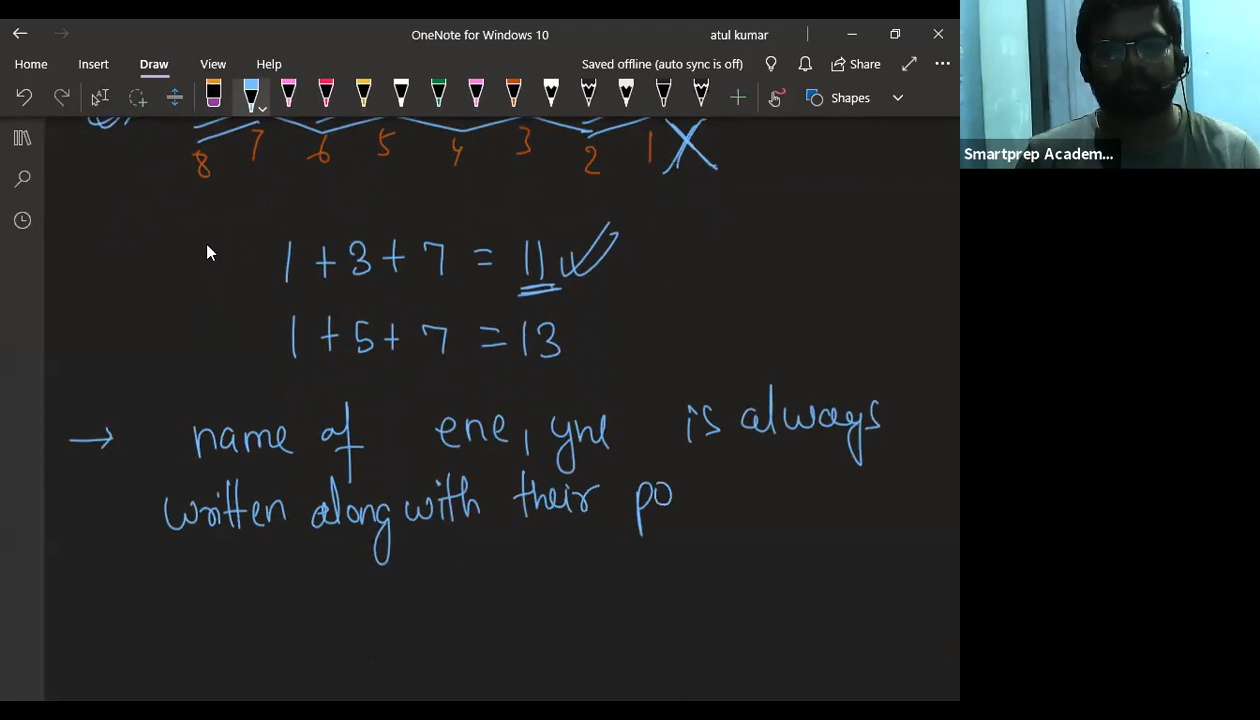 OneNote for Windows 10
atul kumar
Home Insert Draw View Help
Saved offline (auto sync is off)
Share
Shapes
Smartprep Academ...
8 7 6 5 4 3 2 1 X
1 + 3 + 7 = 11 ✓
1 + 5 + 7 = 13
→ name of ene, yne is always
written along with their po